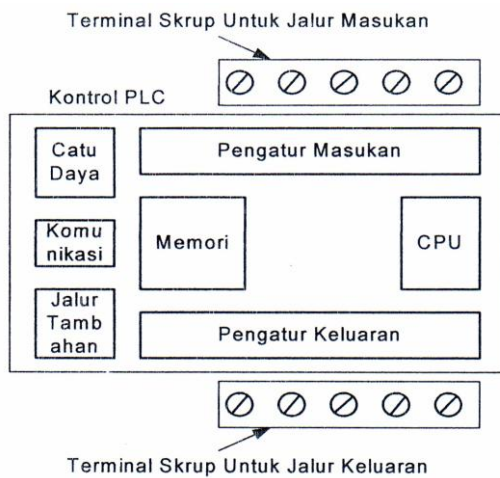 Terminal Skrup Untuk Jalur Masukan
Kontrol PLC
Catu
Daya
Pengatur Masukan
Komu
nikasi
Memori
CPU
Jalur
Tamb
ahan
Pengatur Keluaran
Terminal Skrup Untuk Jalur Keluaran